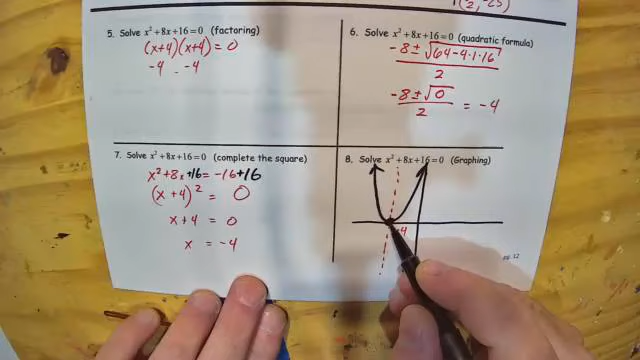 5. Solve x² + 8x + 16 = 0 (factoring)
(x+4)(x+4) = 0
-4 -4
6. Solve x² + 8x + 16 = 0 (quadratic formula)
-8 ± √64-4·1·16
2
-8 ± √0
2
= -4
7. Solve x² + 8x + 16 = 0 (complete the square)
x² + 8x +16 = -16 +16
(x + 4)² = 0
x + 4 = 0
x = -4
8. Solve x² + 8x + 16 = 0 (Graphing)
-4
pg. 12